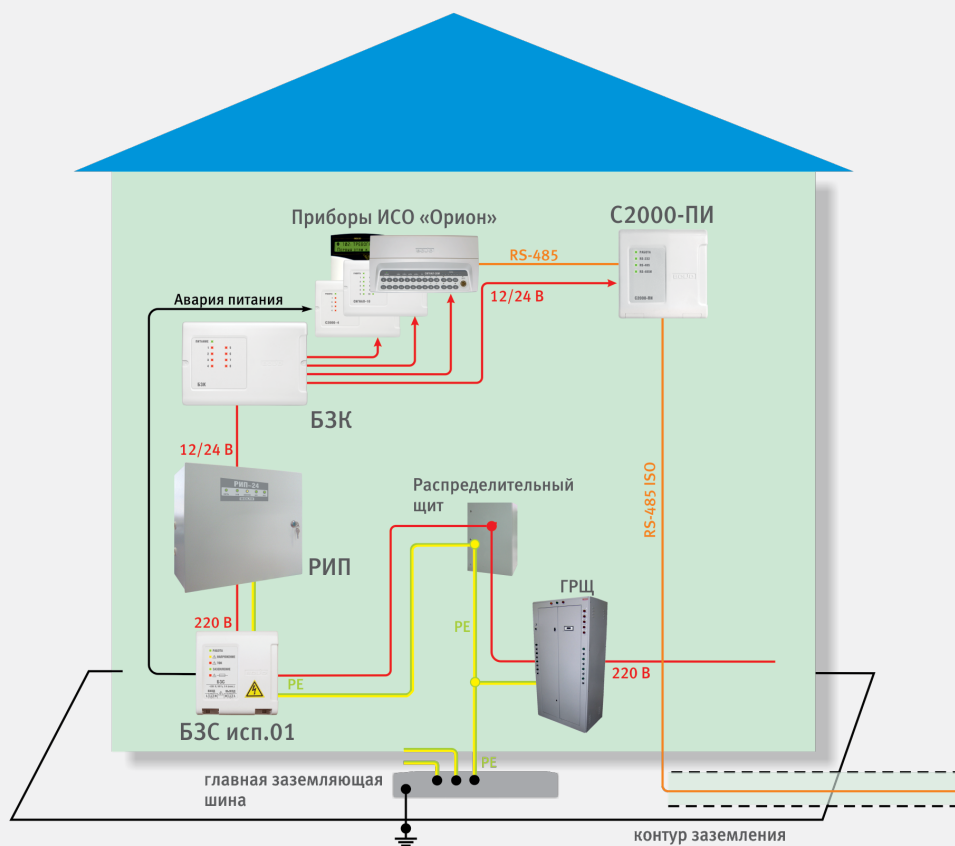 Приборы ИСО «Орион»
С2000-ПИ
RS-485
12/24 В
Авария питания
БЗК
12/24 В
РИП-24
РИП
Распределительный
щит
RS-485 ISO
ГРЩ
PE
220 В
220 В
PE
БЗС исп.01
PE
главная заземляющая
шина
контур заземления